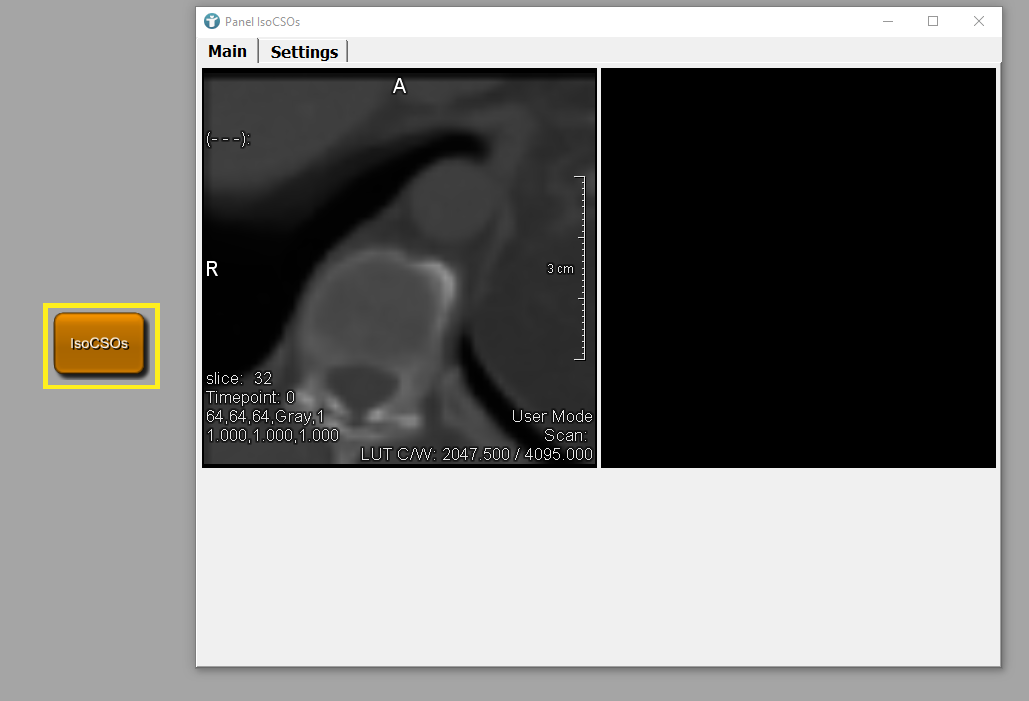 Panel IsoCSOs
Main
Settings
A
(---):
R
3 cm
IsoCSOs
slice: 32
Timepoint: 0
64,64,64,Gray,1
1.000,1.000,1.000
User Mode
Scan:
LUT C/W: 2047.500 / 4095.000